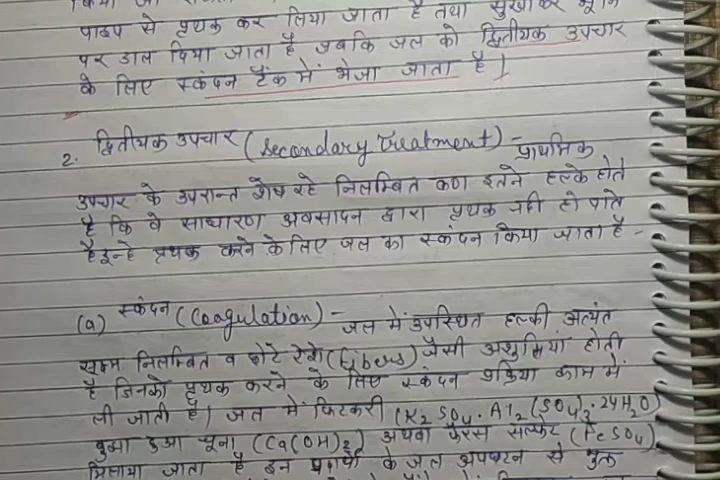 पाइप से पृथक कर लिया जाता है तथा सुखाकर भूमि
पर डाल दिया जाता है जबकि जल को द्वितीयक उपचार
के लिए स्कंदन टैंक में भेजा जाता है।
2. द्वितीयक उपचार (Secondary Treatment) - प्राथमिक
उपचार के उपरान्त शेष रहे निलम्बित कण इतने हल्के होते
है कि वे साधारण अवसादन द्वारा पृथक नही हो पाते
है इन्हे पृथक करने के लिए जल का स्कंदन किया जाता है -
(a) स्कंदन (Coagulation) - जल में उपस्थित हल्की अत्यंत
सूक्ष्म निलम्बित व छोटे रेशे (Fibers) जैसी अशुद्धियां होती
है जिनको पृथक करने के लिए स्कंदन प्रक्रिया काम में
ली जाती है। जल में फिटकरी (K2SO4.Al2(SO4)3.24H2O)
बुझा हुआ चूना (Ca(OH)2) अथवा फेरस सल्फेट (FeSO4)
मिलाया जाता है इन पदार्थो के जल अपघटन से मुक्त